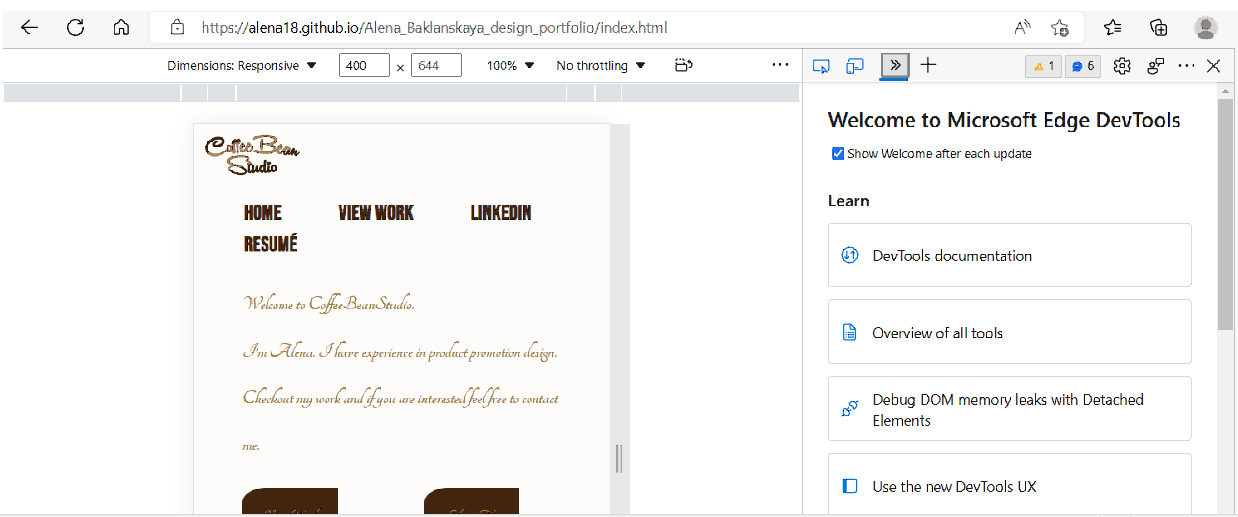 https://alena18.github.io/Alena_Baklanskaya_design_portfolio/index.html
Dimensions: Responsive 400 × 644 100% No throttling
1 6
Welcome to Microsoft Edge DevTools
Show Welcome after each update
Learn
DevTools documentation
Overview of all tools
Debug DOM memory leaks with Detached
Elements
Use the new DevTools UX
Coffee Bean
Studio
HOME VIEW WORK LINKEDIN
RESUMÉ
Welcome to CoffeeBeanStudio.
I'm Alena. I have experience in product promotion design.
Checkout my work and if you are interested feel free to contact
me.